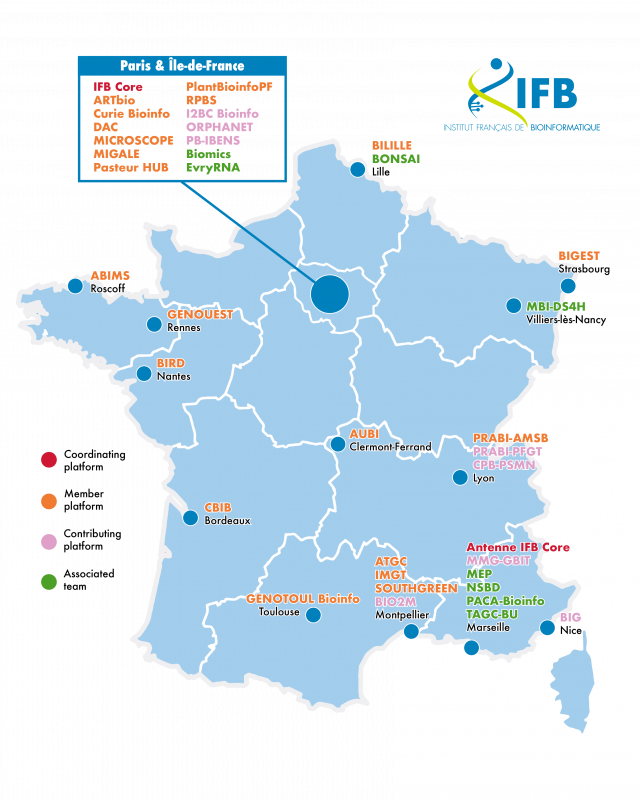 Paris & Île-de-France
IFB Core
ARTbio
Curie Bioinfo
DAC
MICROSCOPE
MIGALE
Pasteur HUB
PlantBioinfoPF
RPBS
I2BC Bioinfo
ORPHANET
PB-IBENS
Biomics
EvryRNA
IFB
INSTITUT FRANÇAIS DE BIOINFORMATIQUE
BILILLE
BONSAI
Lille
BIGEST
Strasbourg
MBI-DS4H
Villiers-lès-Nancy
ABIMS
Roscoff
GENOUEST
Rennes
BIRD
Nantes
AUBI
Clermont-Ferrand
PRABI-AMSB
PRABI-PFGT
CPB-PSMN
Lyon
Coordinating
platform
Member
platform
Contributing
platform
Associated
team
CBIB
Bordeaux
GENOTOUL Bioinfo
Toulouse
ATGC
IMGT
SOUTHGREEN
BIO2M
Montpellier
Antenne IFB Core
MMG-GBIT
MEP
NSBD
PACA-Bioinfo
TAGC-BU
Marseille
BIG
Nice